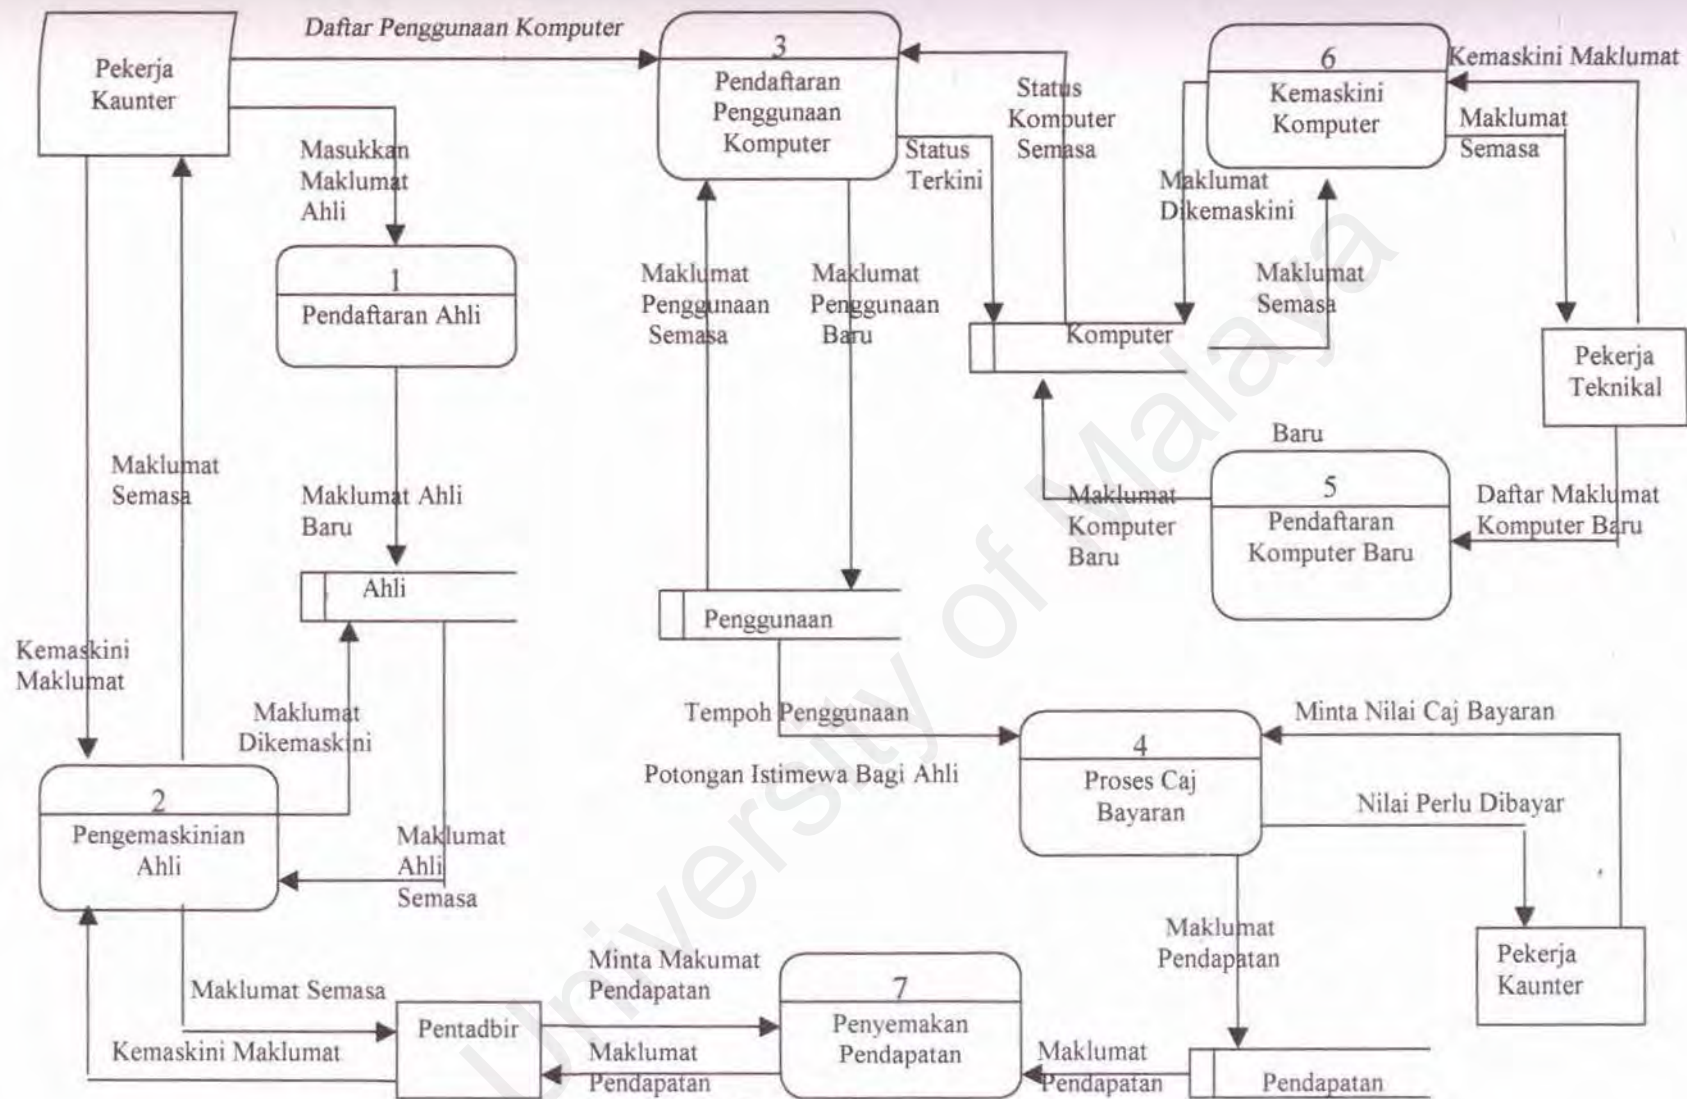 Daftar Penggunaan Komputer
Pekerja
Kaunter
3
Pendaftaran
Penggunaan
Komputer
Status
Komputer
Semasa
6
Kemaskini
Komputer
Kemaskini Maklumat
Maklumat
Semasa
Masukkan
Maklumat
Ahli
Status
Terkini
Maklumat
Dikemaskini
1
Pendaftaran Ahli
Maklumat
Penggunaan
Semasa
Maklumat
Penggunaan
Baru
Maklumat
Semasa
Komputer
Pekerja
Teknikal
Maklumat
Semasa
Maklumat Ahli
Baru
Baru
5
Pendaftaran
Komputer Baru
Maklumat
Komputer
Baru
Daftar Maklumat
Komputer Baru
Ahli
Penggunaan
Kemaskini
Maklumat
Maklumat
Dikemaskini
Tempoh Penggunaan
Potongan Istimewa Bagi Ahli
4
Proses Caj
Bayaran
Minta Nilai Caj Bayaran
Nilai Perlu Dibayar
2
Pengemaskinian
Ahli
Maklumat
Ahli
Semasa
Maklumat
Pendapatan
Pekerja
Kaunter
Maklumat Semasa
Kemaskini Maklumat
Pentadbir
Minta Makumat
Pendapatan
Maklumat
Pendapatan
7
Penyemakan
Pendapatan
Maklumat
Pendapatan
Pendapatan
University of Malaya